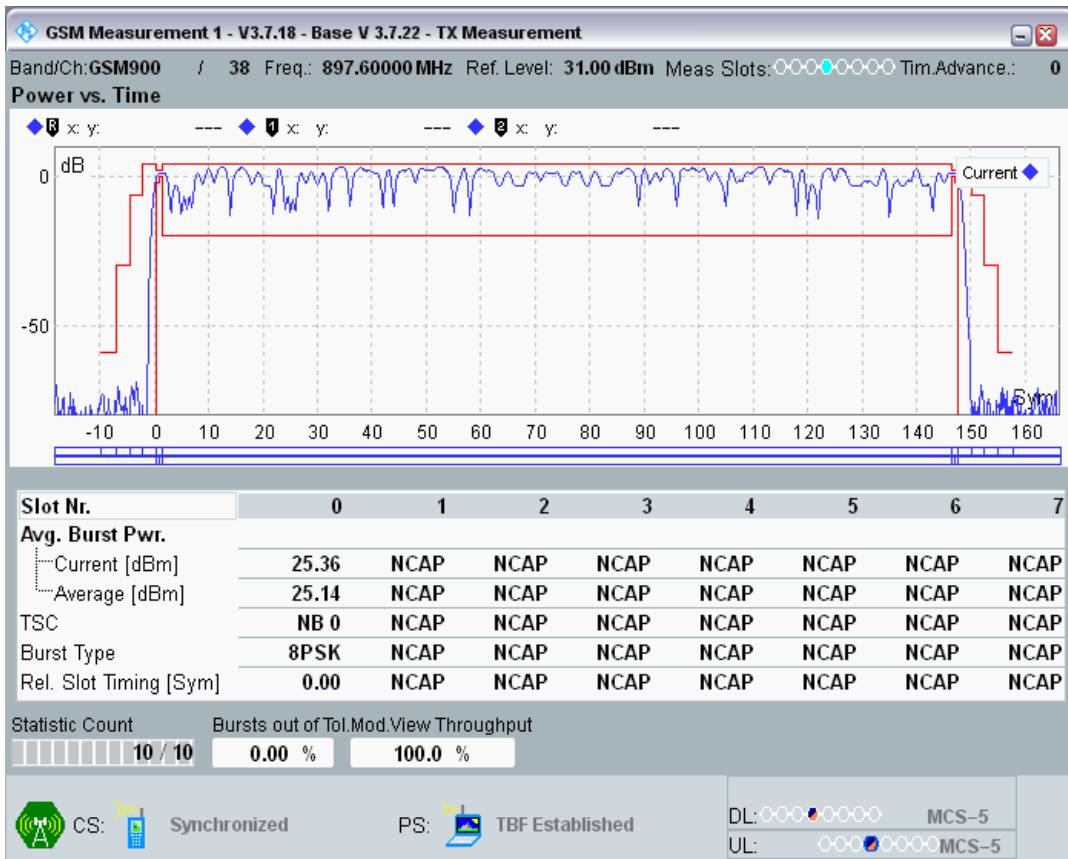 GSM Measurement 1 - V3.7.18 - Base V 3.7.22 - TX Measurement
Band/Ch:GSM900 / 38 Freq.: 897.60000 MHz Ref. Level: 31.00 dBm Meas Slots: Tim.Advance.: 0
Power vs. Time
R x: y: --- 1 x: y: --- 2 x: y: ---
dB
Current
0
-50
Sym
-10 0 10 20 30 40 50 60 70 80 90 100 110 120 130 140 150 160
Slot Nr. 0 1 2 3 4 5 6 7
Avg. Burst Pwr.
Current [dBm] 25.36 NCAP NCAP NCAP NCAP NCAP NCAP NCAP
Average [dBm] 25.14 NCAP NCAP NCAP NCAP NCAP NCAP NCAP
TSC NB 0 NCAP NCAP NCAP NCAP NCAP NCAP NCAP
Burst Type 8PSK NCAP NCAP NCAP NCAP NCAP NCAP NCAP
Rel. Slot Timing [Sym] 0.00 NCAP NCAP NCAP NCAP NCAP NCAP NCAP
Statistic Count Bursts out of Tol.Mod.View Throughput
10 / 10 0.00 % 100.0 %
CS: Synchronized PS: TBF Established
DL: MCS-5
UL: MCS-5